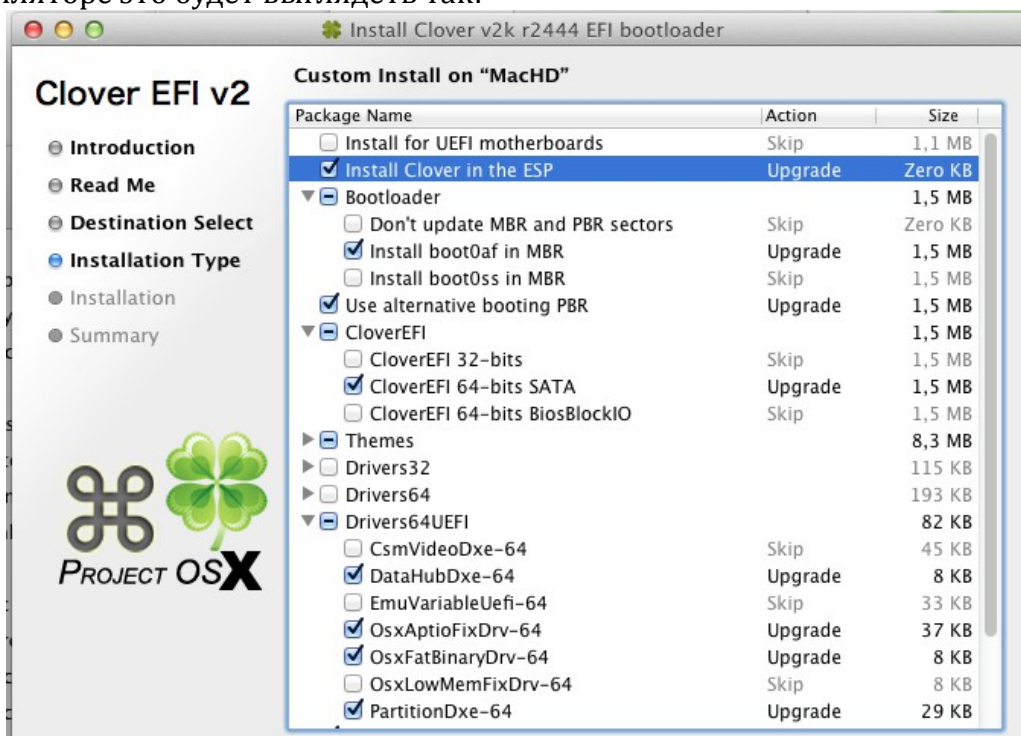 это будет выглядеть так:
Install Clover v2k r2444 EFI bootloader
Clover EFI v2
Introduction
Read Me
Destination Select
Installation Type
Installation
Summary
PROJECT OSX
Custom Install on “MacHD”
Package Name Action Size
Install for UEFI motherboards Skip 1,1 MB
Install Clover in the ESP Upgrade Zero KB
Bootloader 1,5 MB
Don't update MBR and PBR sectors Skip Zero KB
Install boot0af in MBR Upgrade 1,5 MB
Install boot0ss in MBR Skip 1,5 MB
Use alternative booting PBR Upgrade 1,5 MB
CloverEFI 1,5 MB
CloverEFI 32-bits Skip 1,5 MB
CloverEFI 64-bits SATA Upgrade 1,5 MB
CloverEFI 64-bits BiosBlockIO Skip 1,5 MB
Themes 8,3 MB
Drivers32 115 KB
Drivers64 193 KB
Drivers64UEFI 82 KB
CsmVideoDxe-64 Skip 45 KB
DataHubDxe-64 Upgrade 8 KB
EmuVariableUefi-64 Skip 33 KB
OsxAptioFixDrv-64 Upgrade 37 KB
OsxFatBinaryDrv-64 Upgrade 8 KB
OsxLowMemFixDrv-64 Skip 8 KB
PartitionDxe-64 Upgrade 29 KB